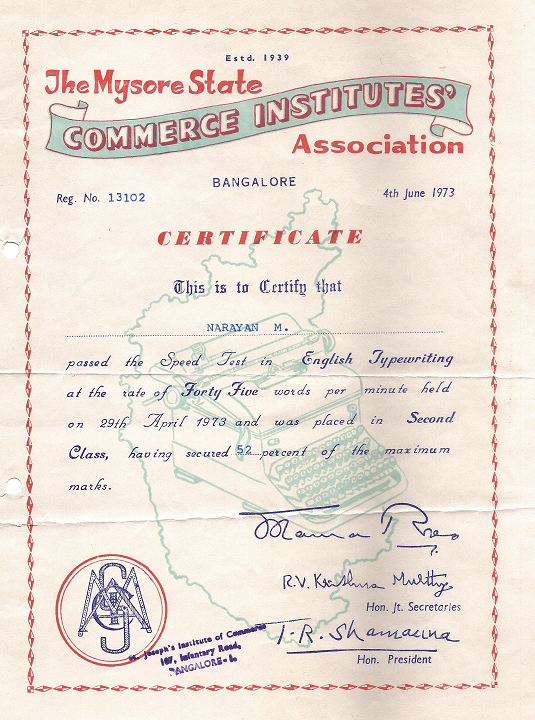 Estd. 1939
The Mysore State
COMMERCE INSTITUTES'
Association
BANGALORE
Reg. No. 13102
4th June 1973
CERTIFICATE
This is to Certify that
NARAYAN M.
passed the Speed Test in English Typewriting
at the rate of Forty Five words per minute held
on 29th April 1973 and was placed in Second
Class, having secured 52 percent of the maximum
marks.
R.V. Krishna Murthy
Hon. Jt. Secretaries
Joseph's Institute of Commerce
107, Infantry Road,
BANGALORE-1.
Hon. President